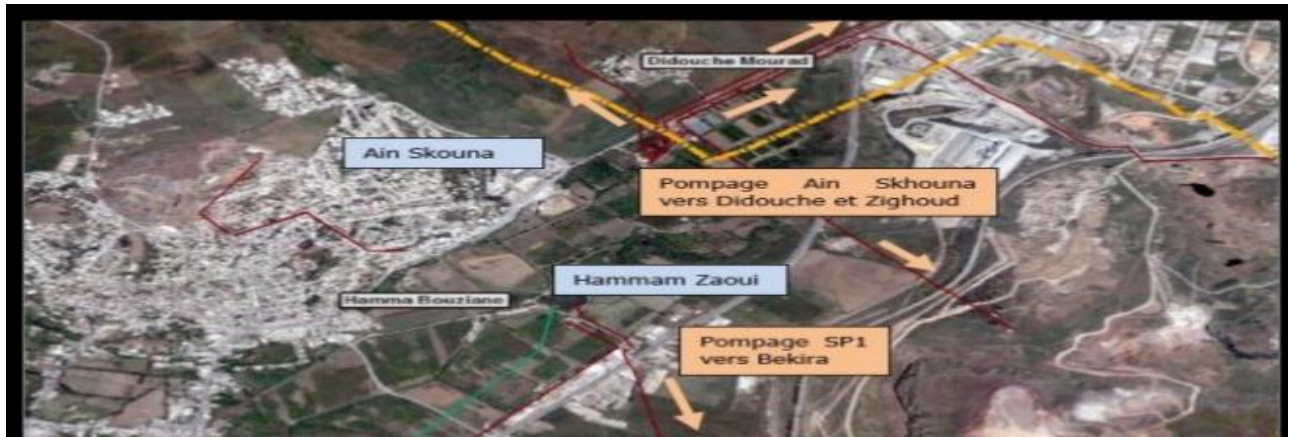 Didouche Mourad
Ain Skouna
Pompage Ain Skhouna
vers Didouche et Zighoud
Hammam Zaoui
Hamma Bouziane
Pompage SP1
vers Bekira